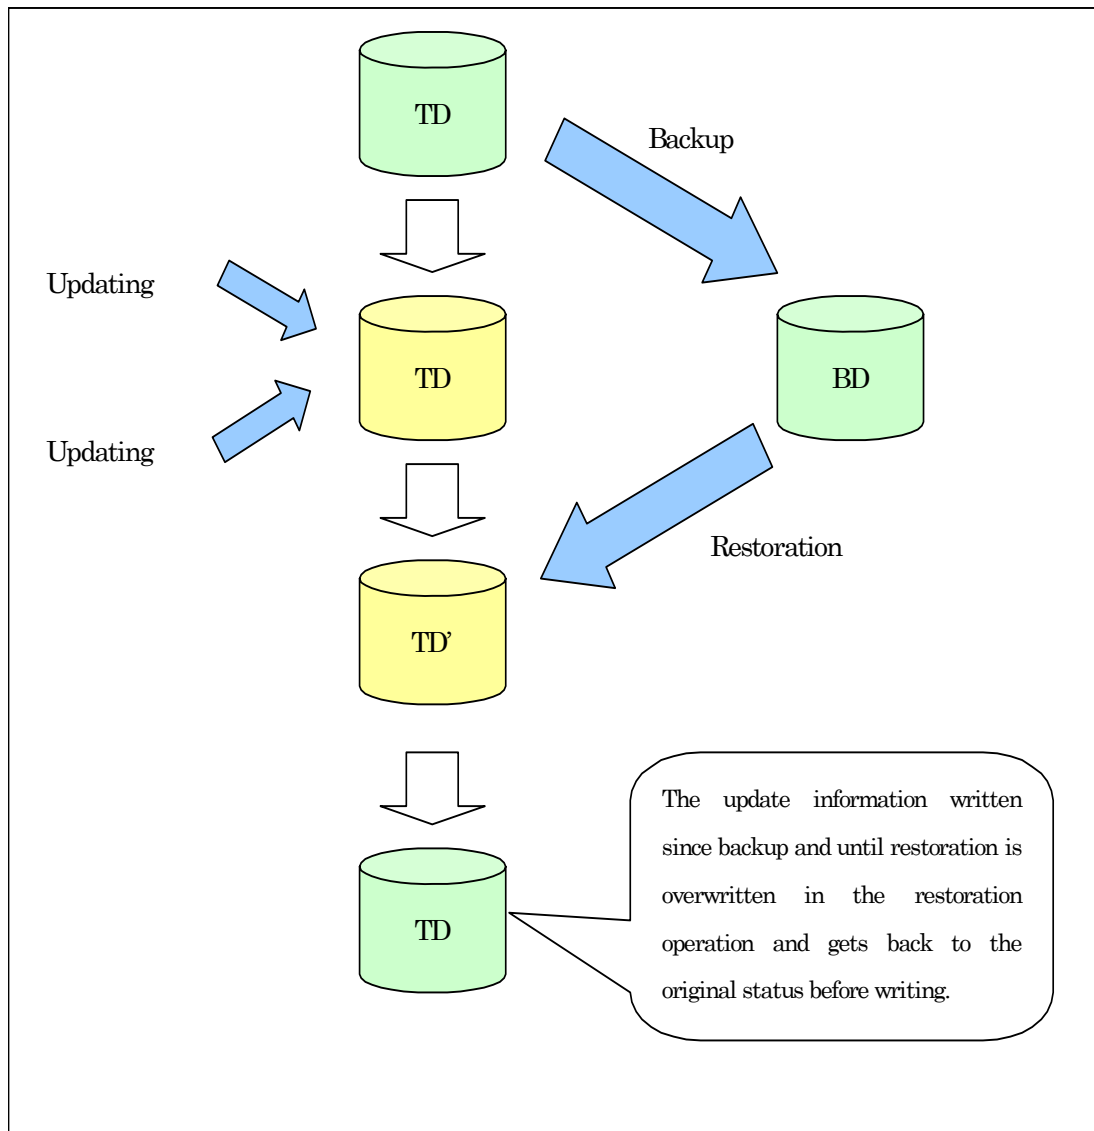 TD
Backup
Updating
TD
BD
Updating
Restoration
TD’
The update information written
since backup and until restoration is
overwritten in the restoration
operation and gets back to the
original status before writing.
TD